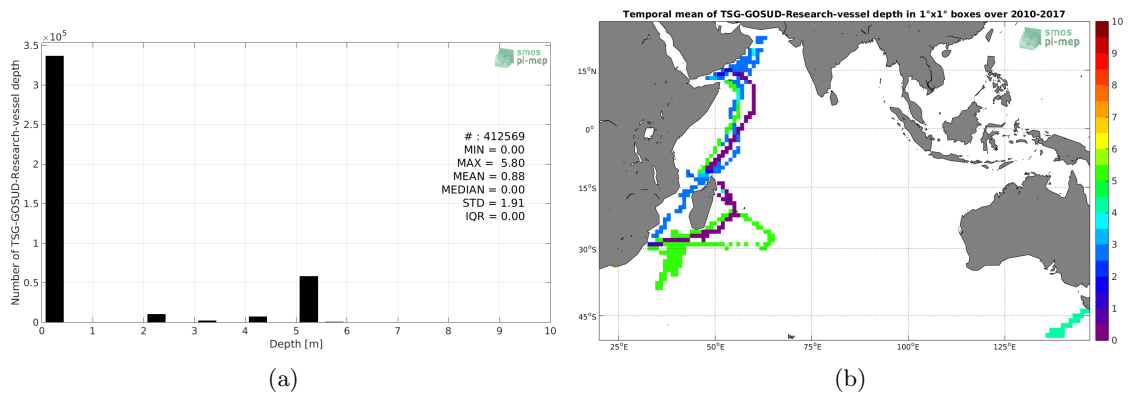 ×10⁵
3.5
3
2.5
2
1.5
1
0.5
0
Number of TSG-GOSUD-Research-vessel depth
smos
pi-mep
# : 412569
MIN = 0.00
MAX = 5.80
MEAN = 0.88
MEDIAN = 0.00
STD = 1.91
IQR = 0.00
0 1 2 3 4 5 6 7 8 9 10
Depth [m]
(a)
Temporal mean of TSG-GOSUD-Research-vessel depth in 1°x1° boxes over 2010-2017
smos
pi-mep
15°N
0°
15°S
30°S
45°S
25°E 50°E 75°E 100°E 125°E
10
9
8
7
6
5
4
3
2
1
0
(b)